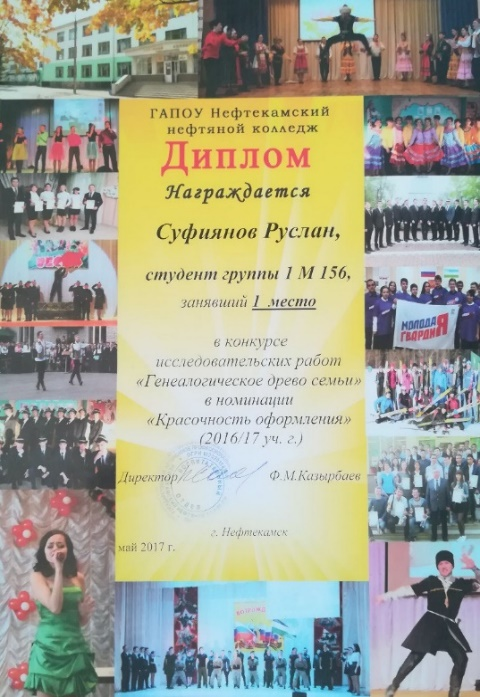 ГАПОУ Нефтекамский
нефтяной колледж
Диплом
Награждается
Суфиянов Руслан,
студент группы 1 М 156,
занявший 1 место
в конкурсе
исследовательских работ
«Генеалогическое древо семьи»
в номинации
«Красочность оформления»
(2016/17 уч. г.)
Директор Ф.М.Казырбаев
г. Нефтекамск
май 2017 г.
МОЛОДАЯ
ГВАРДИЯ